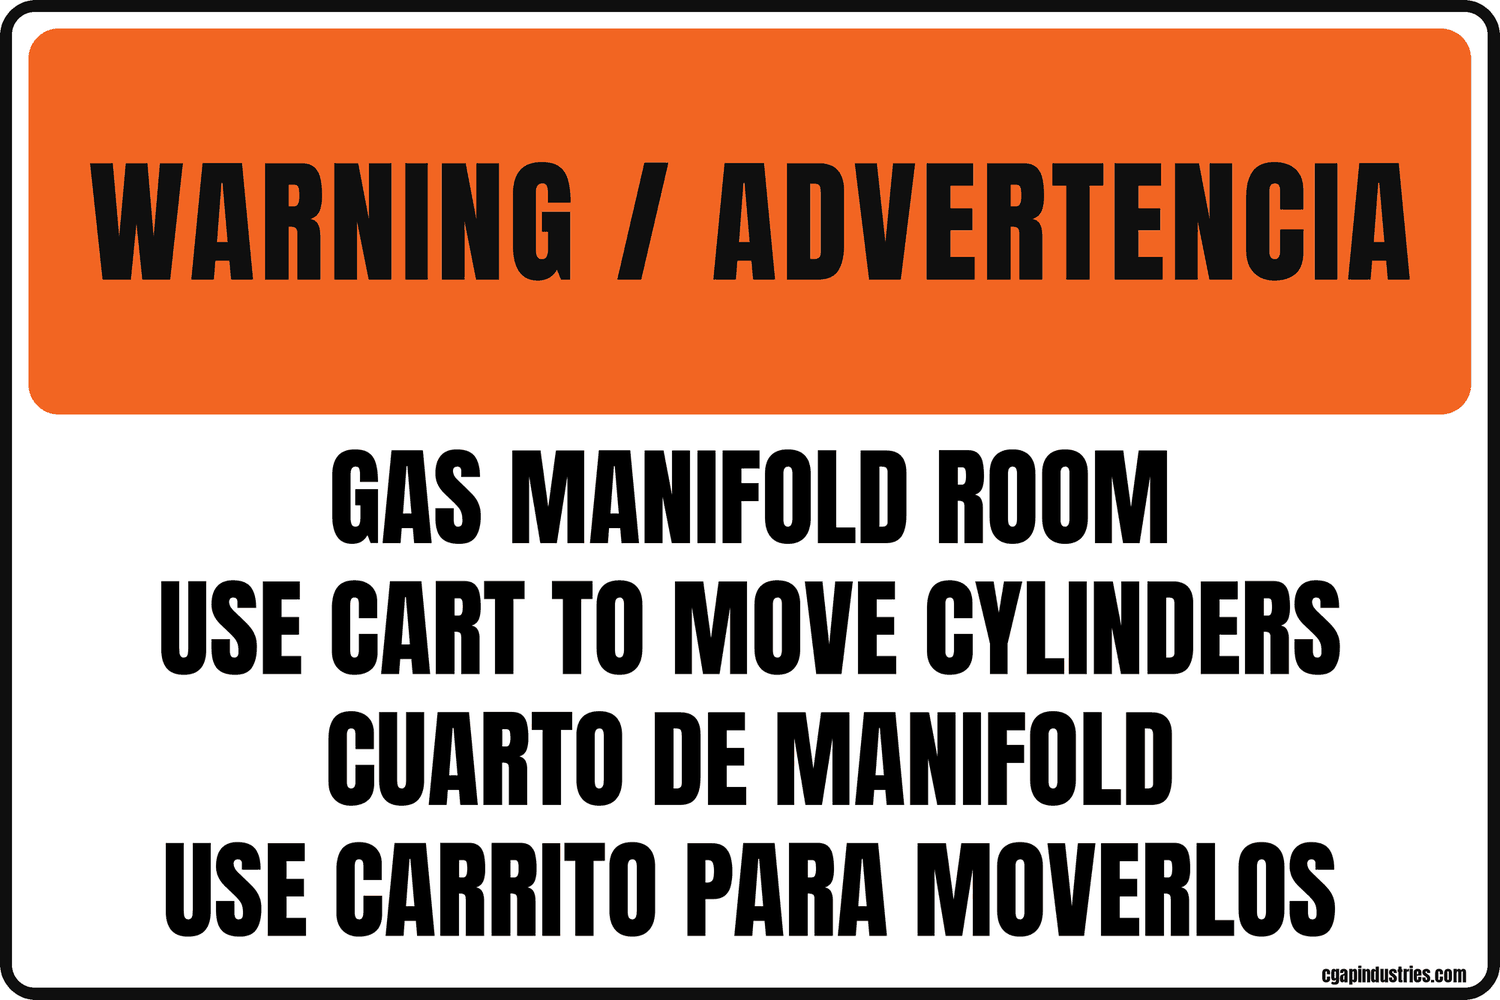 WARNING / ADVERTENCIA
GAS MANIFOLD ROOM
USE CART TO MOVE CYLINDERS
CUARTO DE MANIFOLD
USE CARRITO PARA MOVERLOS
cgapindustries.com